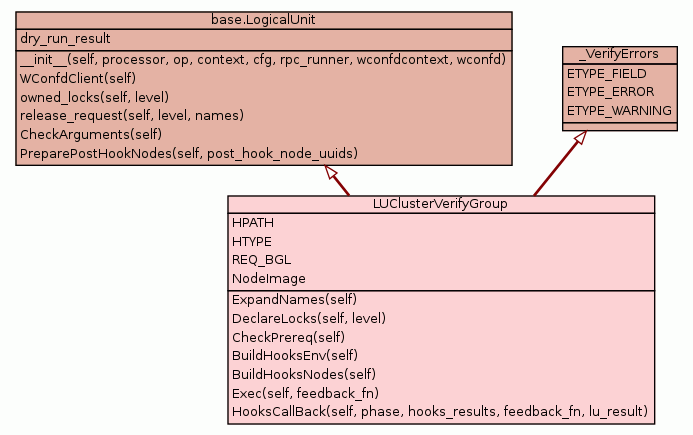 base.LogicalUnit
dry_run_result
__init__(self, processor, op, context, cfg, rpc_runner, wconfdcontext, wconfd)
WConfdClient(self)
owned_locks(self, level)
release_request(self, level, names)
CheckArguments(self)
PreparePostHookNodes(self, post_hook_node_uuids)
_VerifyErrors
ETYPE_FIELD
ETYPE_ERROR
ETYPE_WARNING
LUClusterVerifyGroup
HPATH
HTYPE
REQ_BGL
NodeImage
ExpandNames(self)
DeclareLocks(self, level)
CheckPrereq(self)
BuildHooksEnv(self)
BuildHooksNodes(self)
Exec(self, feedback_fn)
HooksCallBack(self, phase, hooks_results, feedback_fn, lu_result)